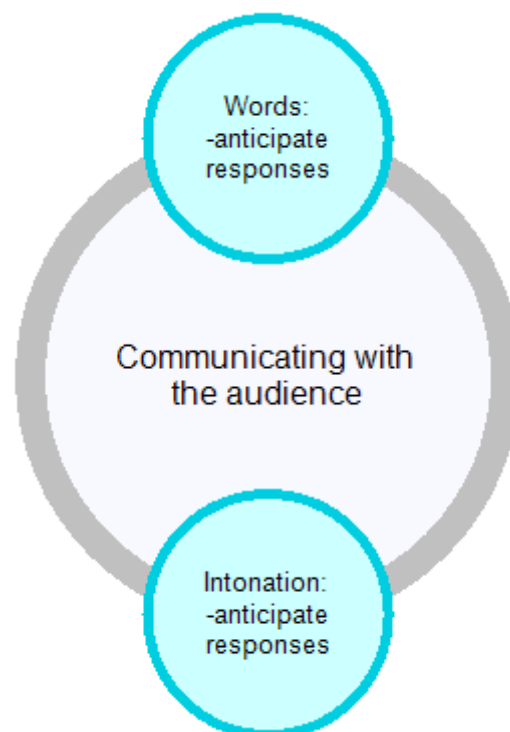 Words:
-anticipate
responses
Communicating with
the audience
Intonation:
-anticipate
responses